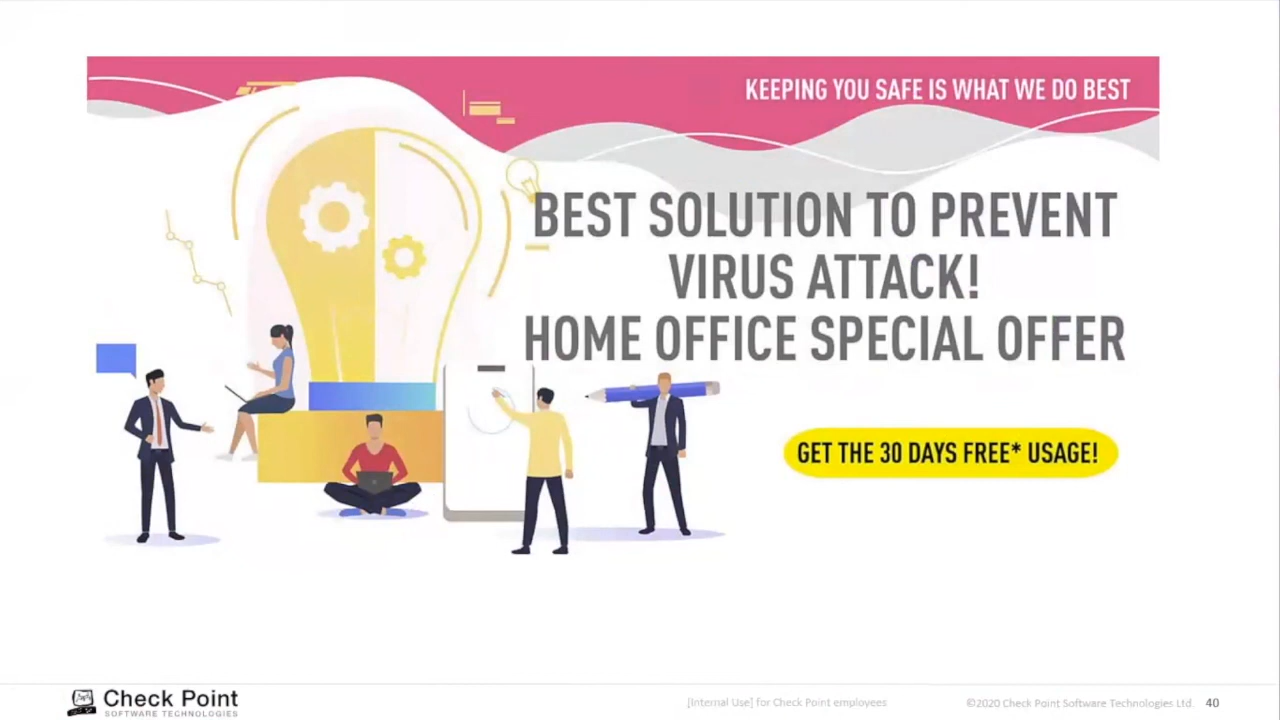 KEEPING YOU SAFE IS WHAT WE DO BEST
BEST SOLUTION TO PREVENT
VIRUS ATTACK!
HOME OFFICE SPECIAL OFFER
GET THE 30 DAYS FREE* USAGE!
Check Point
SOFTWARE TECHNOLOGIES
[Internal Use] for Check Point employees
©2020 Check Point Software Technologies Ltd.
40